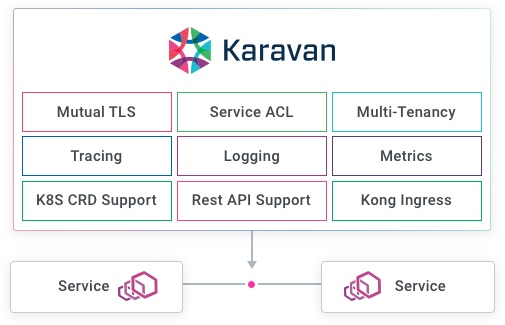 Karavan
Mutual TLS
Service ACL
Multi-Tenancy
Tracing
Logging
Metrics
K8S CRD Support
Rest API Support
Kong Ingress
Service
Service